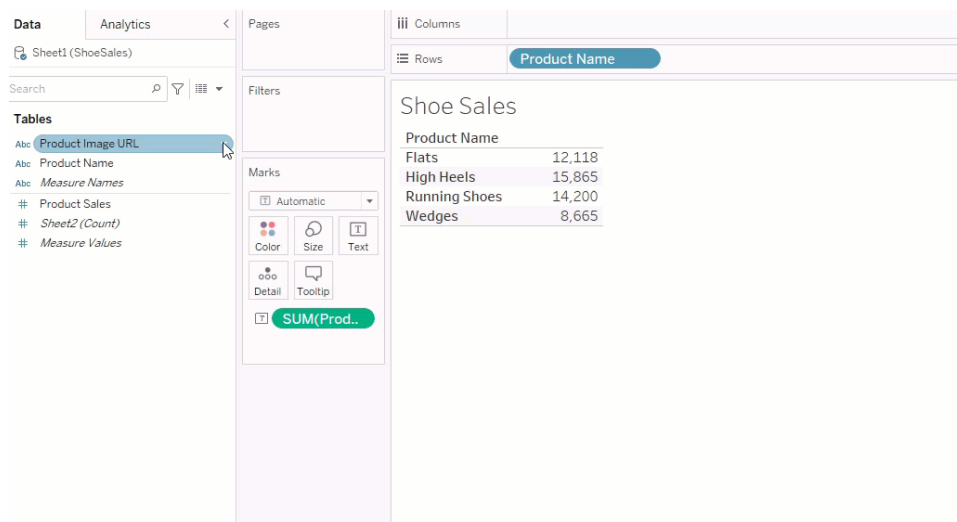 Data Analytics <
Sheet1 (ShoeSales)
Search
Tables
Abc Product Image URL
Abc Product Name
Abc Measure Names
# Product Sales
# Sheet2 (Count)
# Measure Values
Pages
Filters
Marks
T Automatic
T
Color Size Text
Detail Tooltip
T SUM(Prod..
iii Columns
Rows Product Name
Shoe Sales
Product Name
Flats 12,118
High Heels 15,865
Running Shoes 14,200
Wedges 8,665